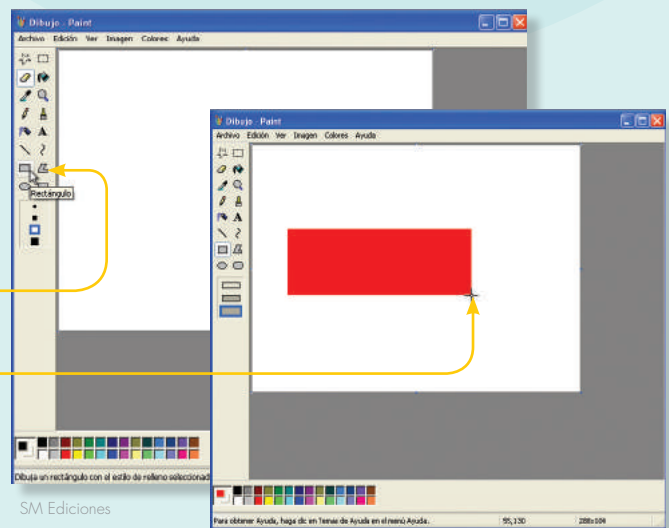 Dibujo - Paint
Archivo Edición Ver Imagen Colores Ayuda
A
Rectángulo
Dibuja un rectángulo con el estilo de relleno seleccionad
Dibujo - Paint
Archivo Edición Ver Imagen Colores Ayuda
A
Para obtener Ayuda, haga clic en Temas de Ayuda en el menú Ayuda.
55,130
288x104
SM Ediciones